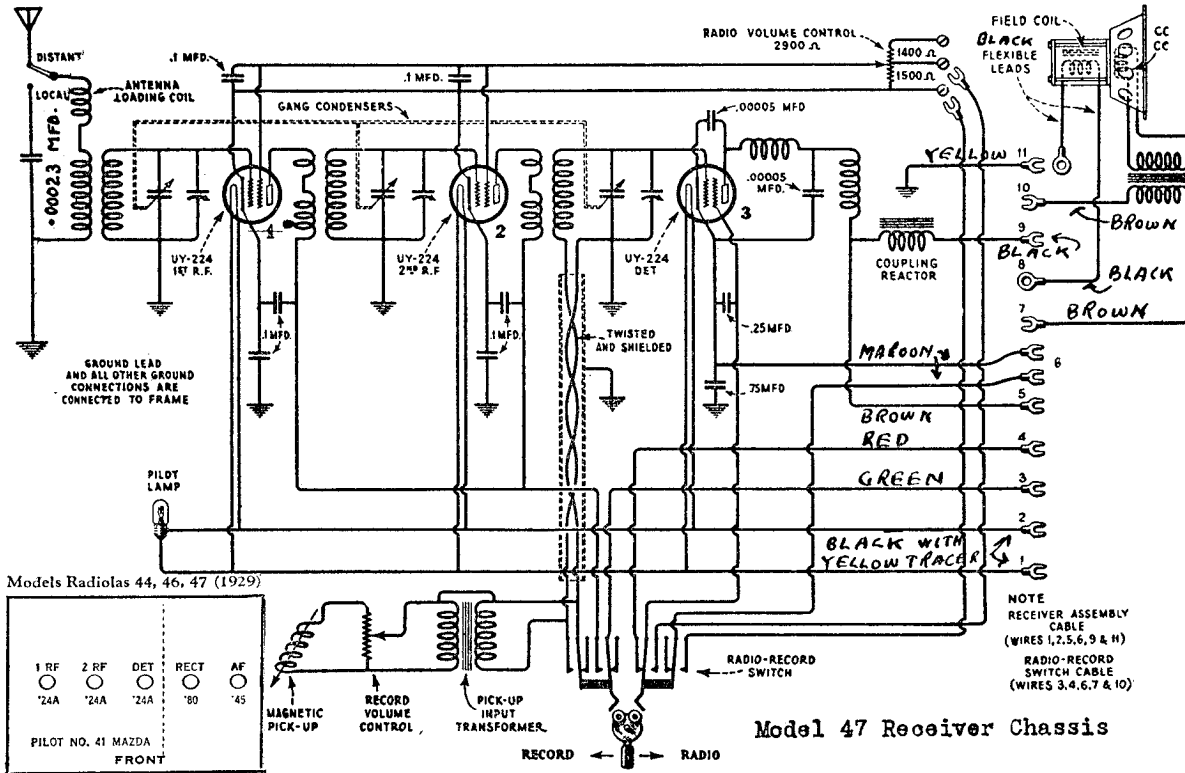 RADIO VOLUME CONTROL
2900 Ω
1400 Ω
1500 Ω
FIELD COIL
BLACK
FLEXIBLE
LEADS
CC
CC
DISTANT
LOCAL
ANTENNA
LOADING COIL
.00023 MFD.
.1 MFD.
.1 MFD.
GANG CONDENSERS
.00005 MFD
.00005
MFD.
YELLOW
11
10
BROWN
9
BLACK
8
BLACK
7
BROWN
1
2
3
UY-224
1ST R.F.
UY-224
2ND R.F
UY-224
DET
COUPLING
REACTOR
.1MFD.
.1MFD.
TWISTED
AND SHIELDED
.25MFD
.75MFD
MAROON
6
5
BROWN
RED
4
GREEN
3
2
BLACK WITH
YELLOW TRACER
1
GROUND LEAD
AND ALL OTHER GROUND
CONNECTIONS ARE
CONNECTED TO FRAME
PILOT
LAMP
Models Radiolas 44, 46, 47 (1929)
1 RF 2 RF DET RECT AF
'24A '24A '24A '80 '45
PILOT NO. 41 MAZDA
FRONT
MAGNETIC
PICK-UP
RECORD
VOLUME
CONTROL
PICK-UP
INPUT
TRANSFORMER
RADIO-RECORD
SWITCH
NOTE
RECEIVER ASSEMBLY
CABLE
(WIRES 1,2,5,6,9 & 11)
RADIO-RECORD
SWITCH CABLE
(WIRES 3,4,6,7 & 10)
RECORD RADIO
Model 47 Receiver Chassis